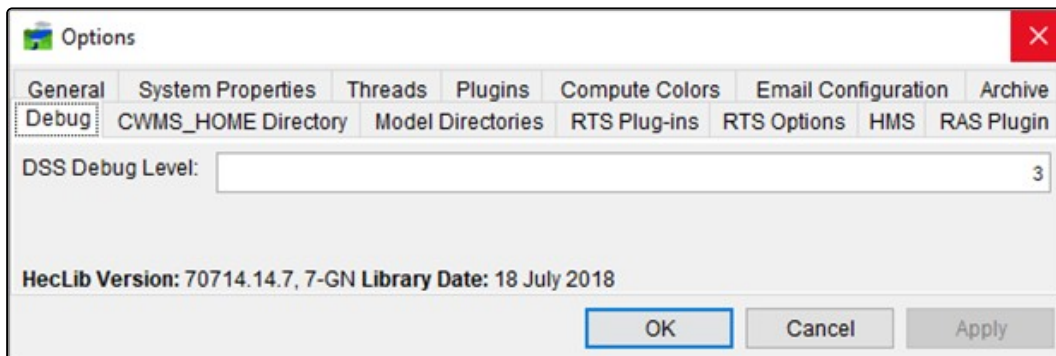 Options
General System Properties Threads Plugins Compute Colors Email Configuration Archive
Debug CWMS_HOME Directory Model Directories RTS Plug-ins RTS Options HMS RAS Plugin
DSS Debug Level: 3
HecLib Version: 70714.14.7, 7-GN Library Date: 18 July 2018
OK Cancel Apply